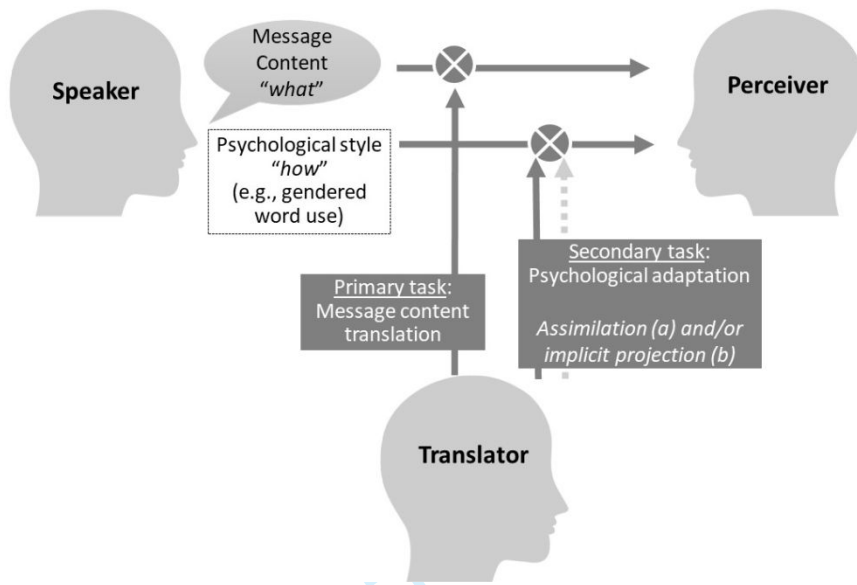 Message
Content
“what”
Speaker
Perceiver
Psychological style
“how”
(e.g., gendered
word use)
Primary task:
Message content
translation
Secondary task:
Psychological adaptation
Assimilation (a) and/or
implicit projection (b)
Translator